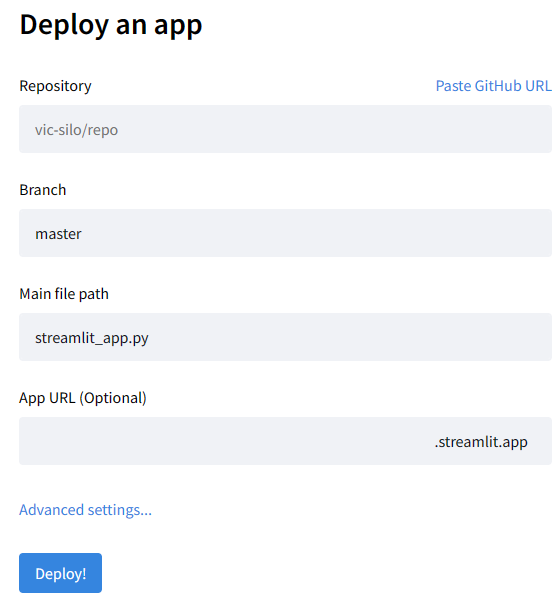 Deploy an app
Repository
Paste GitHub URL
vic-silo/repo
Branch
master
Main file path
streamlit_app.py
App URL (Optional)
.streamlit.app
Advanced settings...
Deploy!